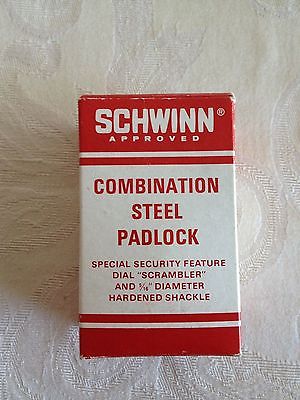 SCHWINN®
APPROVED
COMBINATION
STEEL
PADLOCK
SPECIAL SECURITY FEATURE
DIAL "SCRAMBLER"
AND 5/16" DIAMETER
HARDENED SHACKLE